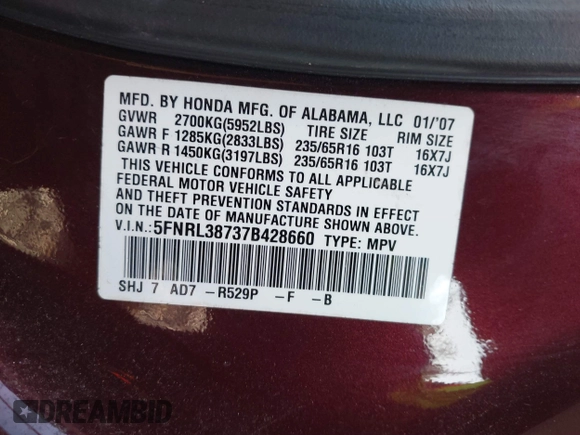 MFD. BY HONDA MFG. OF ALABAMA, LLC 01/'07
GVWR 2700KG(5952LBS) TIRE SIZE RIM SIZE
GAWR F 1285KG(2833LBS) 235/65R16 103T 16X7J
GAWR R 1450KG(3197LBS) 235/65R16 103T 16X7J
THIS VEHICLE CONFORMS TO ALL APPLICABLE
FEDERAL MOTOR VEHICLE SAFETY
AND THEFT PREVENTION STANDARDS IN EFFECT
ON THE DATE OF MANUFACTURE SHOWN ABOVE.
V.I.N.: 5FNRL38737B428660 TYPE: MPV
SHJ 7 AD7 -R529P -F -B
DREAMBID